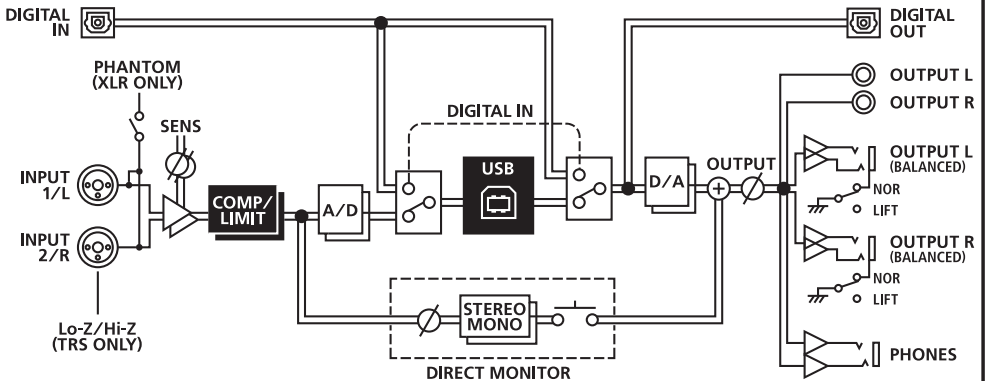 DIGITAL
IN
DIGITAL
OUT
PHANTOM
(XLR ONLY)
OUTPUT L
OUTPUT R
SENS
DIGITAL IN
INPUT
1/L
COMP/
LIMIT
A/D
USB
D/A
OUTPUT
OUTPUT L
(BALANCED)
NOR
LIFT
INPUT
2/R
OUTPUT R
(BALANCED)
NOR
LIFT
Lo-Z/Hi-Z
(TRS ONLY)
STEREO
MONO
DIRECT MONITOR
PHONES